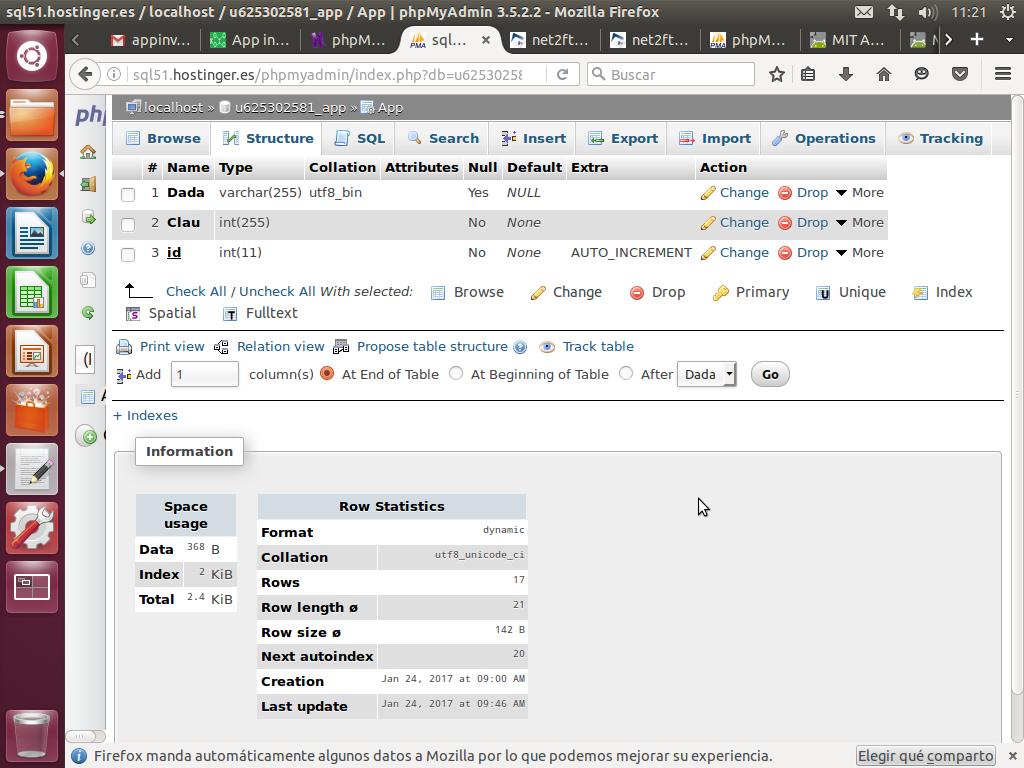 sql51.hostinger.es / localhost / u625302581_app / App | phpMyAdmin 3.5.2.2 - Mozilla Firefox 11:21
appinv... App in... phpM... sql... net2ft... net2ft... phpM... MIT A...
sql51.hostinger.es/phpmyadmin/index.php?db=u62530258 Buscar
localhost » u625302581_app » App
Browse Structure SQL Search Insert Export Import Operations Tracking
# Name Type Collation Attributes Null Default Extra Action
1 Dada varchar(255) utf8_bin Yes NULL Change Drop More
2 Clau int(255) No None Change Drop More
3 id int(11) No None AUTO_INCREMENT Change Drop More
Check All / Uncheck All With selected: Browse Change Drop Primary Unique Index
Spatial Fulltext
Print view Relation view Propose table structure Track table
Add 1 column(s) At End of Table At Beginning of Table After Dada Go
+ Indexes
Information
Space usage
Data 368 B
Index 2 KiB
Total 2.4 KiB
Row Statistics
Format dynamic
Collation utf8_unicode_ci
Rows 17
Row length ø 21
Row size ø 142 B
Next autoindex 20
Creation Jan 24, 2017 at 09:00 AM
Last update Jan 24, 2017 at 09:46 AM
Firefox manda automáticamente algunos datos a Mozilla por lo que podemos mejorar su experiencia. Elegir qué comparto